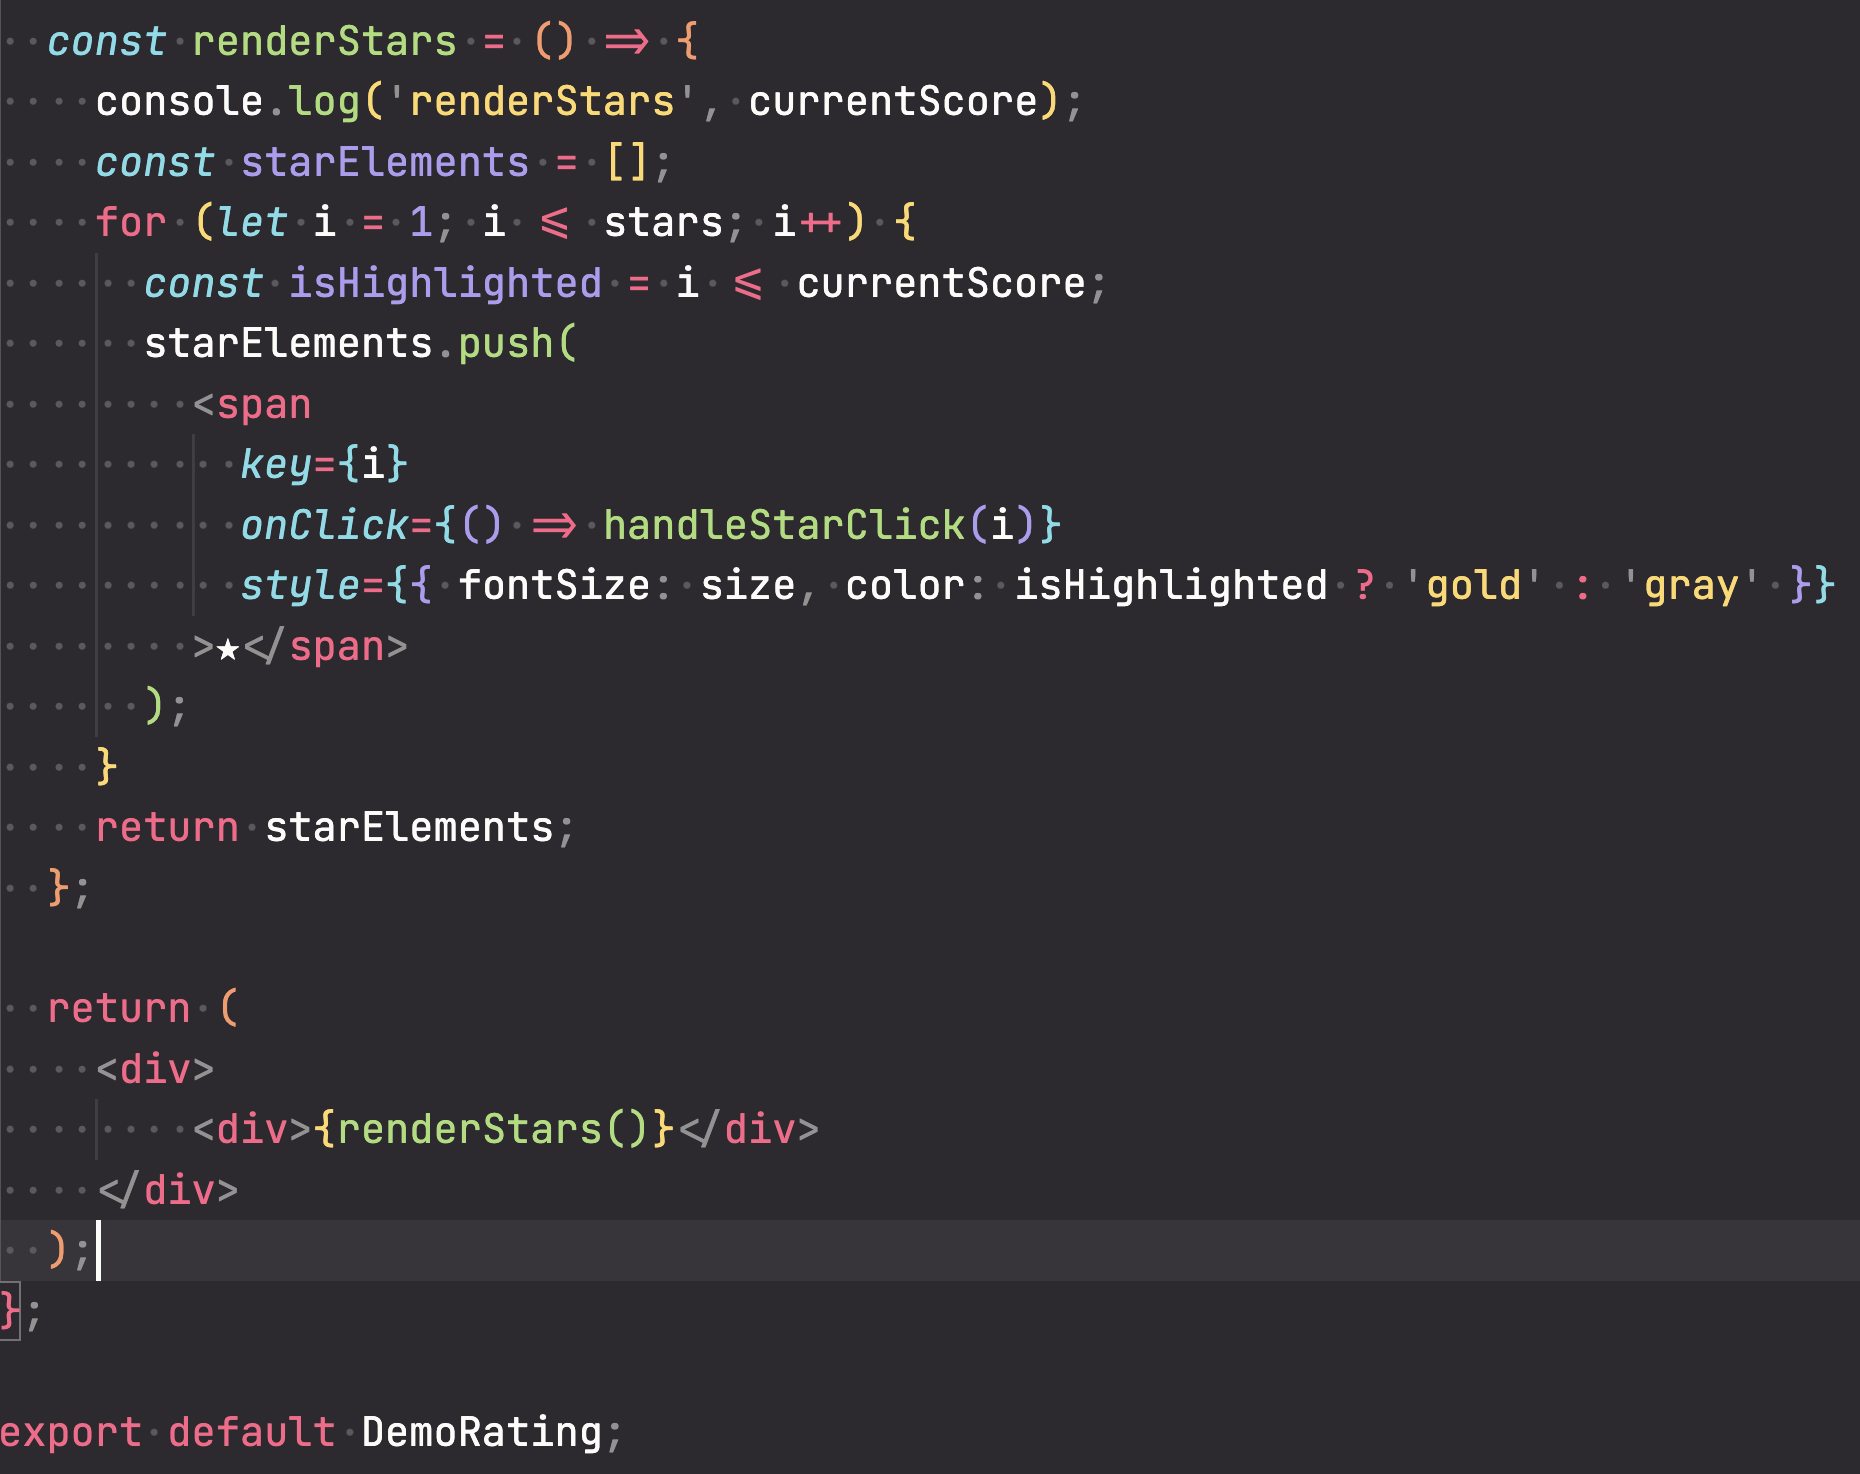 const renderStars = () => {
    console.log('renderStars', currentScore);
    const starElements = [];
    for (let i = 1; i <= stars; i++) {
      const isHighlighted = i <= currentScore;
      starElements.push(
        <span
          key={i}
          onClick={() => handleStarClick(i)}
          style={{ fontSize: size, color: isHighlighted ? 'gold' : 'gray' }}
        >★</span>
      );
    }
    return starElements;
  };

  return (
    <div>
        <div>{renderStars()}</div>
    </div>
  );
};

export default DemoRating;